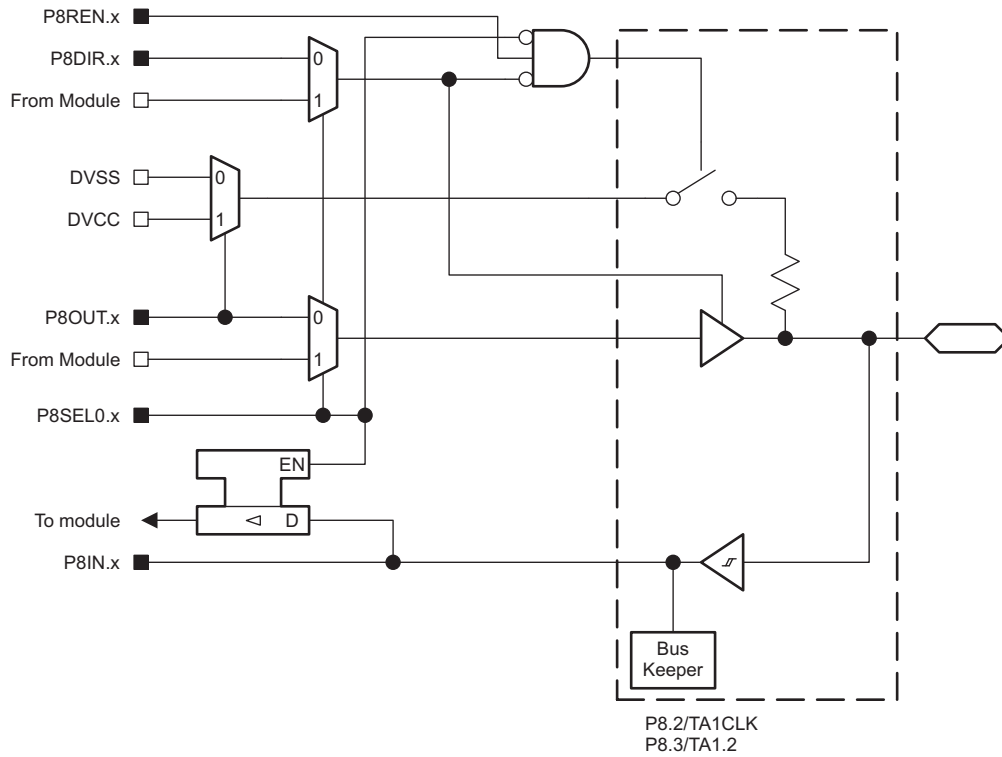 P8REN.x
P8DIR.x
0
From Module
1
DVSS
0
DVCC
1
P8OUT.x
0
From Module
1
P8SEL0.x
EN
To module
D
P8IN.x
Bus
Keeper
P8.2/TA1CLK
P8.3/TA1.2